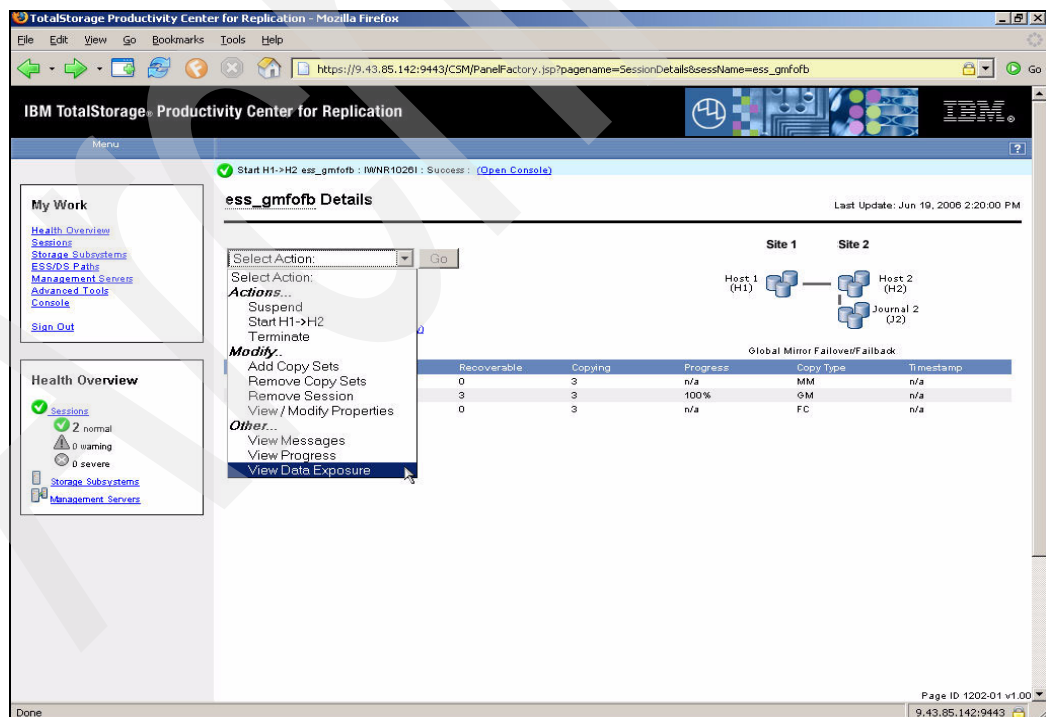 TotalStorage Productivity Center for Replication - Mozilla Firefox
File Edit View Go Bookmarks Tools Help
https://9.43.85.142:9443/CSM/PanelFactory.jsp?pagename=SessionDetails&sessName=ess_gmfofb
Go
IBM TotalStorage® Productivity Center for Replication
IBM®
Menu
?
Start H1->H2 ess_gmfofb : IWNR1026I : Success : (Open Console)
My Work
Health Overview
Sessions
Storage Subsystems
ESS/DS Paths
Management Servers
Advanced Tools
Console
Sign Out
Health Overview
Sessions
2 normal
0 warning
0 severe
Storage Subsystems
Management Servers
ess_gmfofb Details
Last Update: Jun 19, 2006 2:20:00 PM
Select Action:
Go
Select Action:
Actions...
Suspend
Start H1->H2
Terminate
Modify..
Add Copy Sets
Remove Copy Sets
Remove Session
View / Modify Properties
Other...
View Messages
View Progress
View Data Exposure
Site 1 Site 2
Host 1
(H1)
Host 2
(H2)
Journal 2
(J2)
Global Mirror Failover/Failback
Recoverable Copying Progress Copy Type Timestamp
0 3 n/a MM n/a
3 3 100% GM n/a
0 3 n/a FC n/a
Page ID 1202-01 v1.00
Done
9.43.85.142:9443